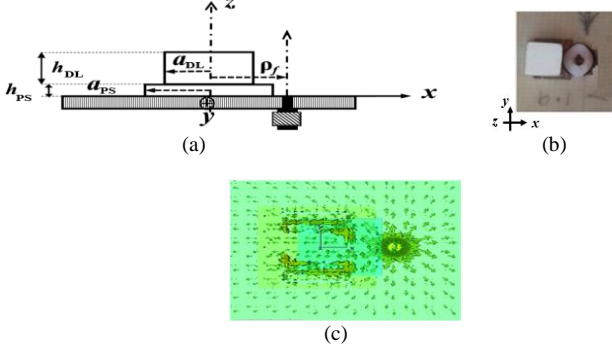 z
h_DL
a_DL
ρ_f
h_PS
a_PS
x
y
(a)
y
z
x
(b)
(c)